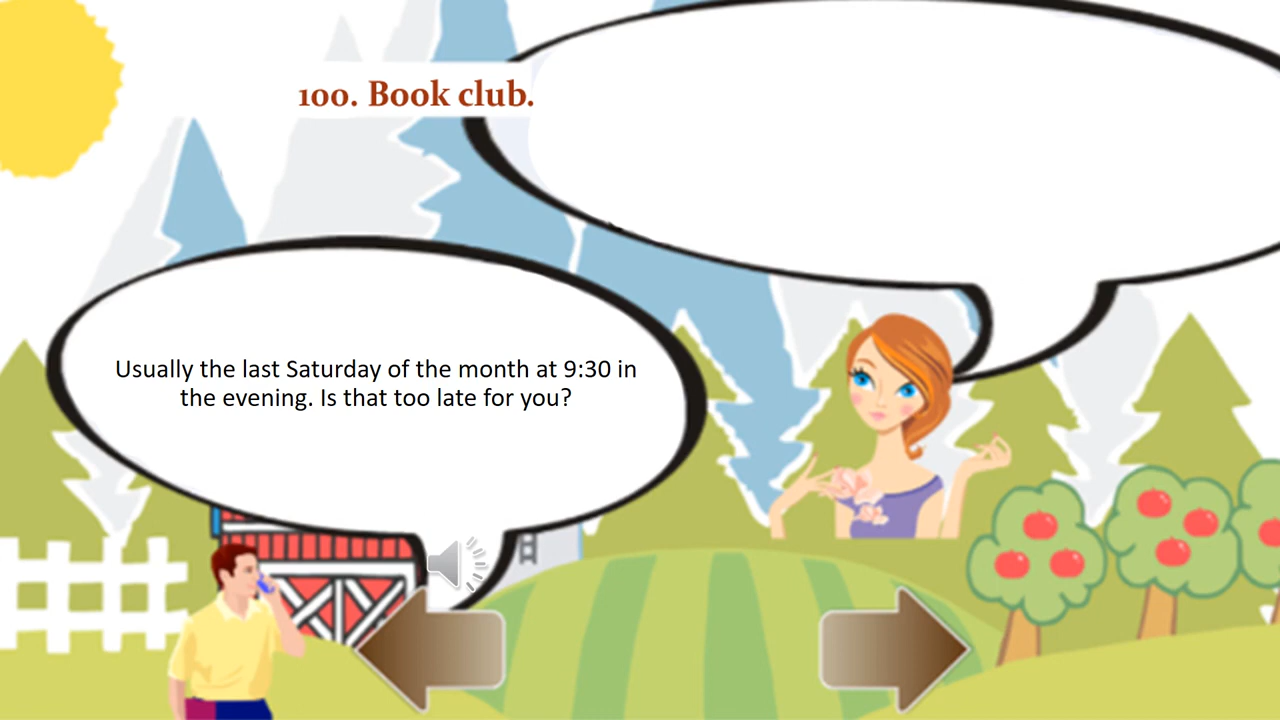 100. Book club.
Usually the last Saturday of the month at 9:30 in
the evening. Is that too late for you?